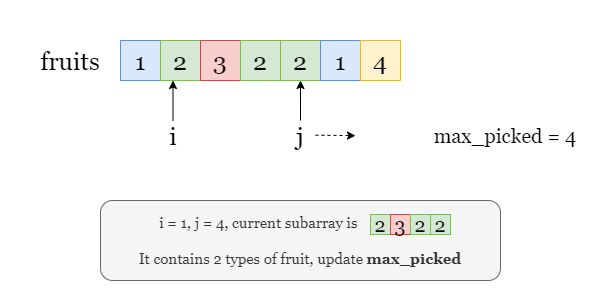 fruits 1 2 3 2 2 1 4
i j max_picked = 4
i = 1, j = 4, current subarray is 2 3 2 2
It contains 2 types of fruit, update max_picked